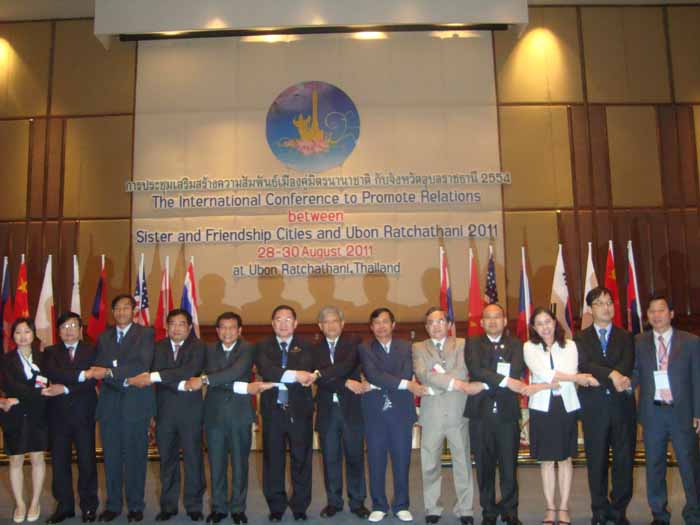 การประชุมเสริมสร้างความสัมพันธ์เมืองคู่มิตรนานาชาติ กับจังหวัดอุบลราชธานี 2554
The International Conference to Promote Relations
between
Sister and Friendship Cities and Ubon Ratchathani 2011
28-30 August 2011
at Ubon Ratchathani, Thailand